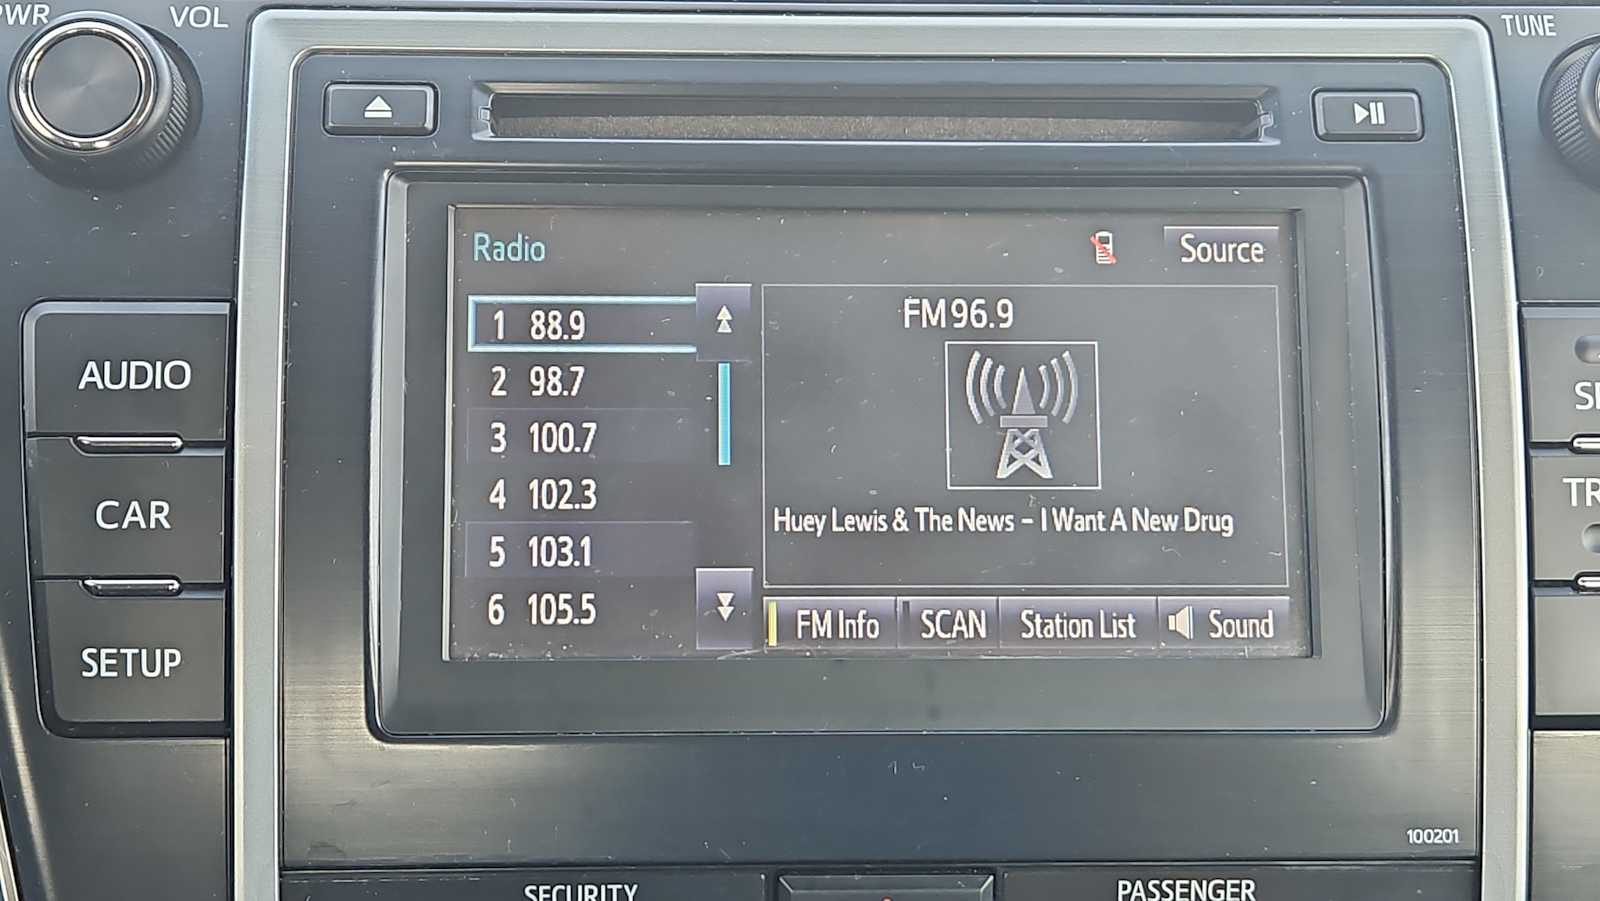 PWR
VOL
TUNE
Radio
Source
1 88.9
2 98.7
3 100.7
4 102.3
5 103.1
6 105.5
FM96.9
Huey Lewis & The News - I Want A New Drug
FM Info
SCAN
Station List
Sound
AUDIO
CAR
SETUP
100201
SECURITY
PASSENGER